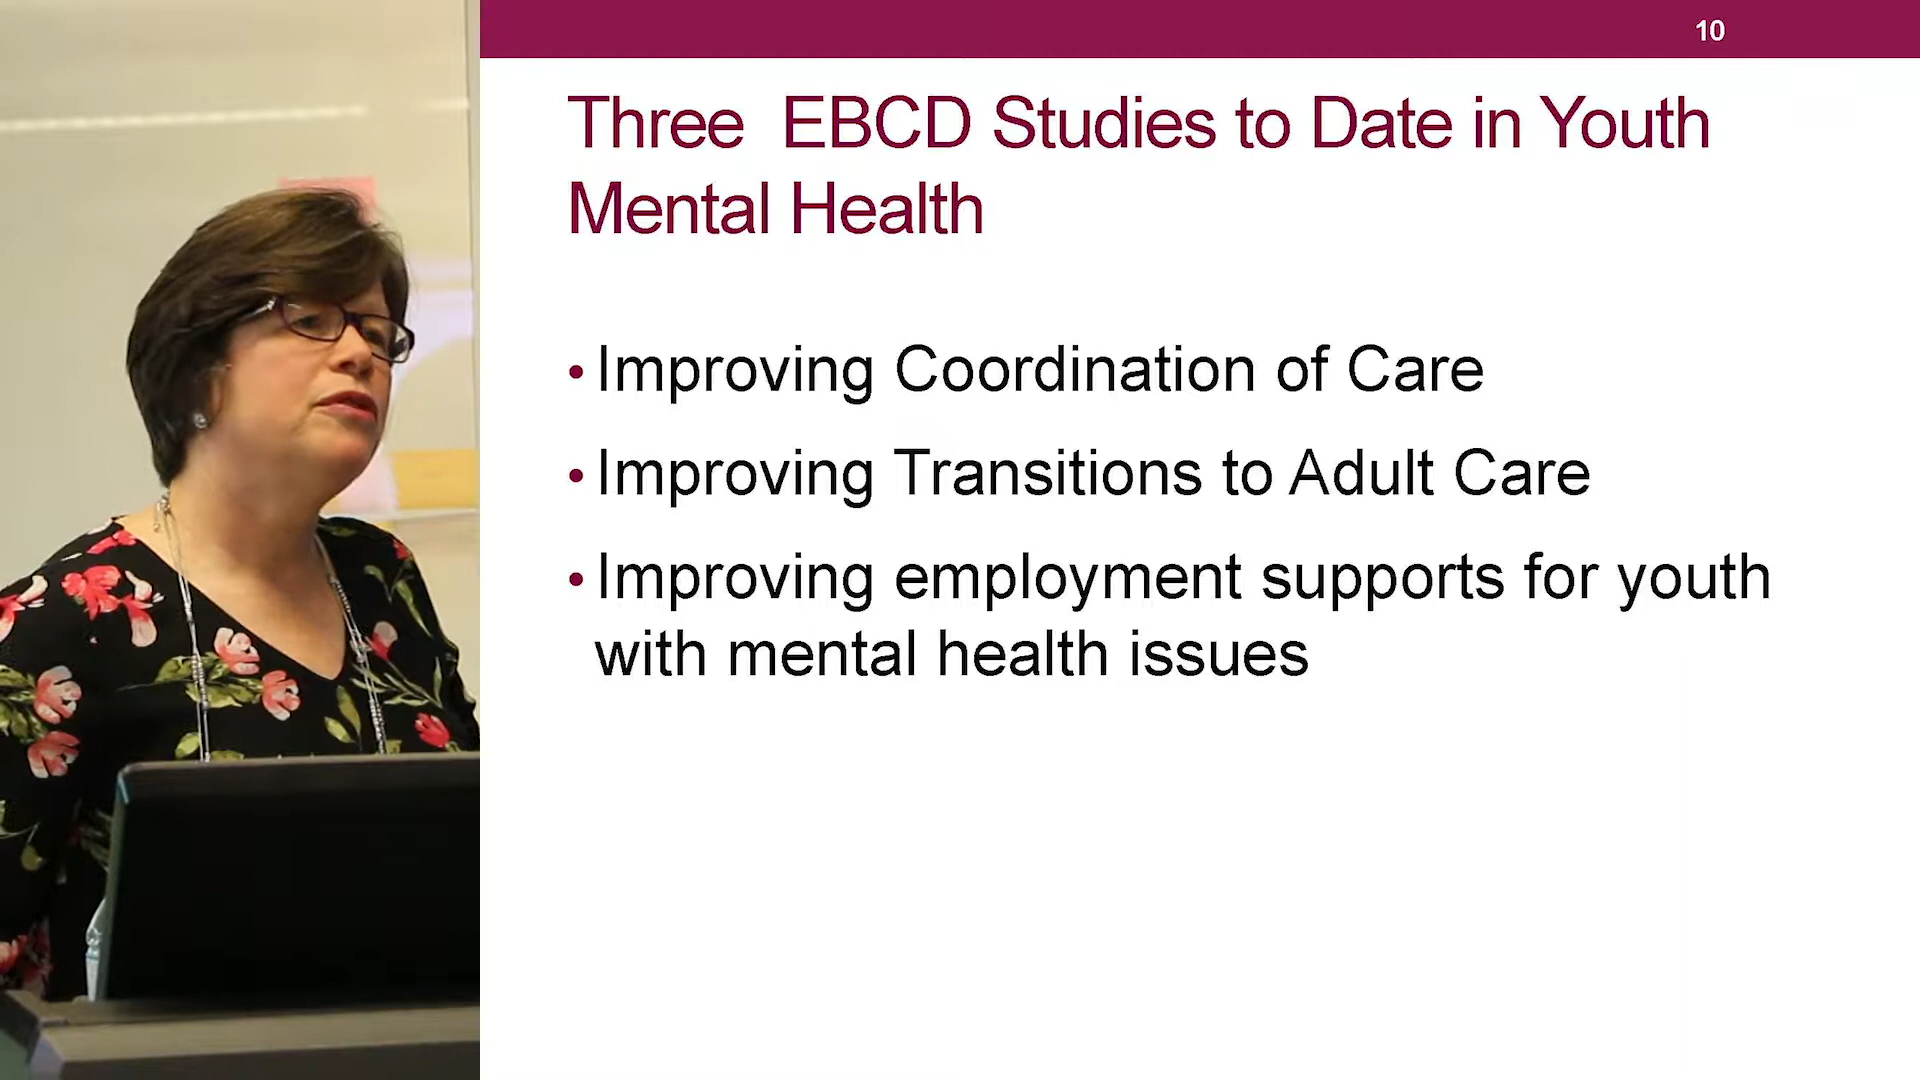 10
Three  EBCD Studies to Date in Youth
Mental Health
• Improving Coordination of Care
• Improving Transitions to Adult Care
• Improving employment supports for youth
with mental health issues